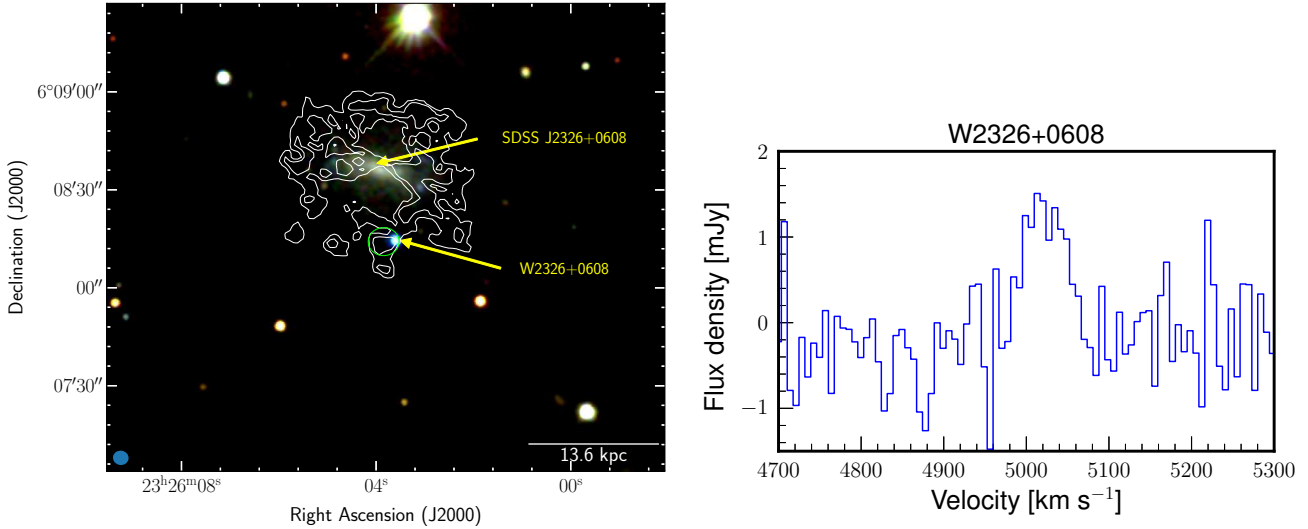 SDSS J2326+0608
W2326+0608
6°09′00″
08′30″
00″
07′30″
Declination (J2000)
13.6 kpc
23ʰ26ᵐ08ˢ
04ˢ
00ˢ
Right Ascension (J2000)
W2326+0608
2
1
0
−1
Flux density [mJy]
4700
4800
4900
5000
5100
5200
5300
Velocity [km s⁻¹]